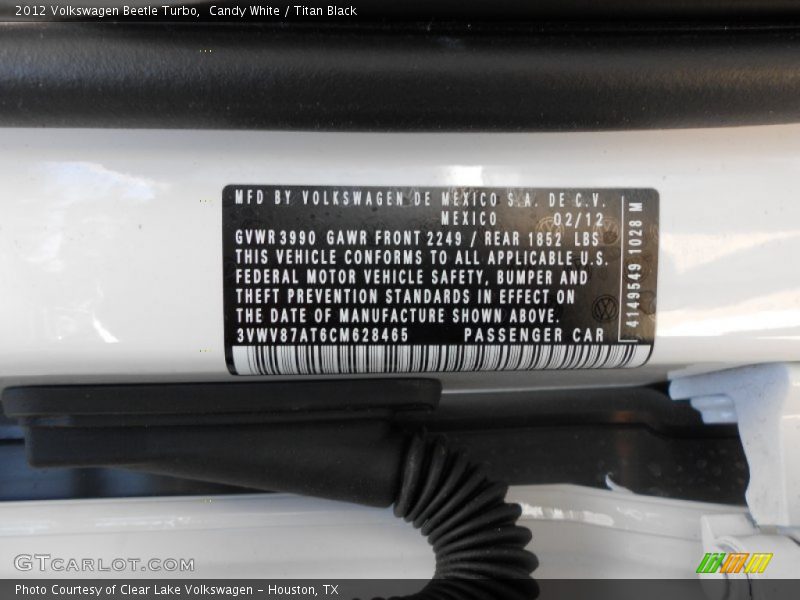 2012 Volkswagen Beetle Turbo,  Candy White / Titan Black
MFD BY VOLKSWAGEN DE MEXICO S.A. DE C.V.
MEXICO 02/12
GVWR 3990 GAWR FRONT 2249 / REAR 1852 LBS
THIS VEHICLE CONFORMS TO ALL APPLICABLE U.S.
FEDERAL MOTOR VEHICLE SAFETY, BUMPER AND
THEFT PREVENTION STANDARDS IN EFFECT ON
THE DATE OF MANUFACTURE SHOWN ABOVE.
3VWV87AT6CM628465 PASSENGER CAR
4149549 1028 M
GTCARLOT.COM
Photo Courtesy of Clear Lake Volkswagen - Houston, TX